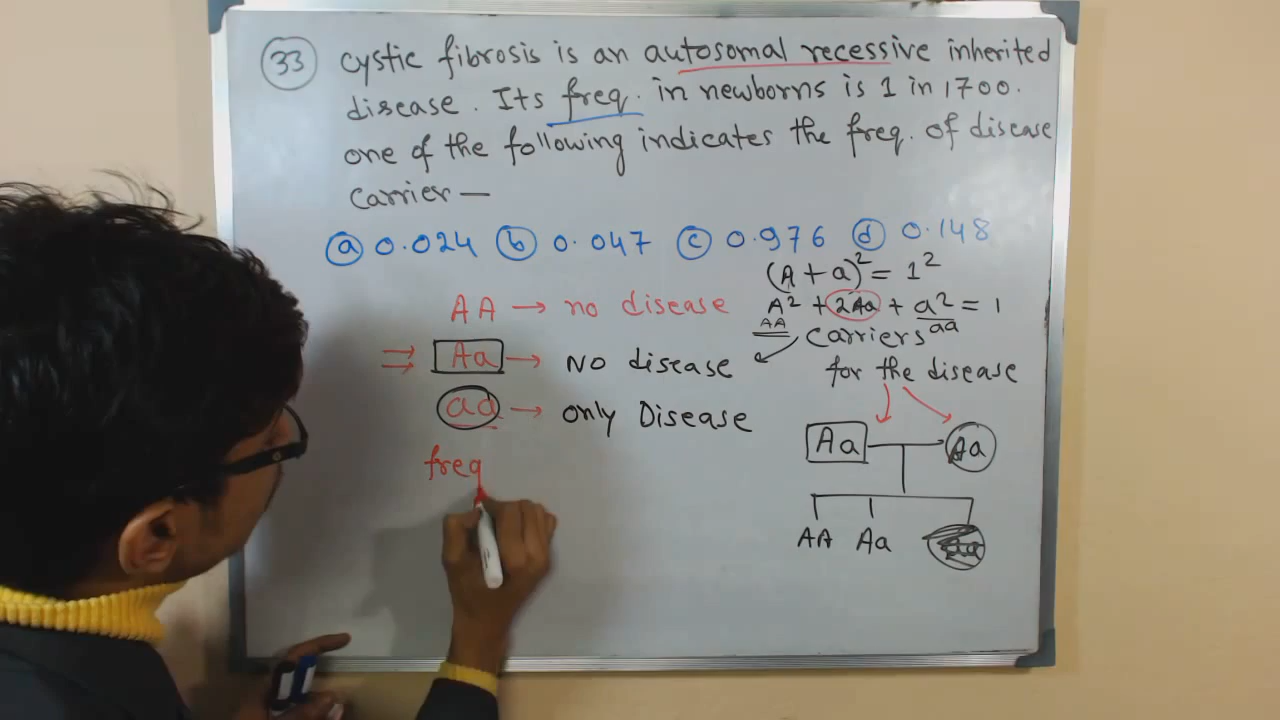 33 cystic fibrosis is an autosomal recessive inherited
disease. Its freq. in newborns is 1 in 1700.
one of the following indicates the freq. of disease
carrier —
a 0.024 b 0.047 c 0.976 d 0.148
(A + a)² = 1²
AA → no disease
A² + 2Aa + a² = 1
AA
aa
carriers
Aa → No disease
for the disease
aa → only Disease
Aa Aa
freq
AA Aa